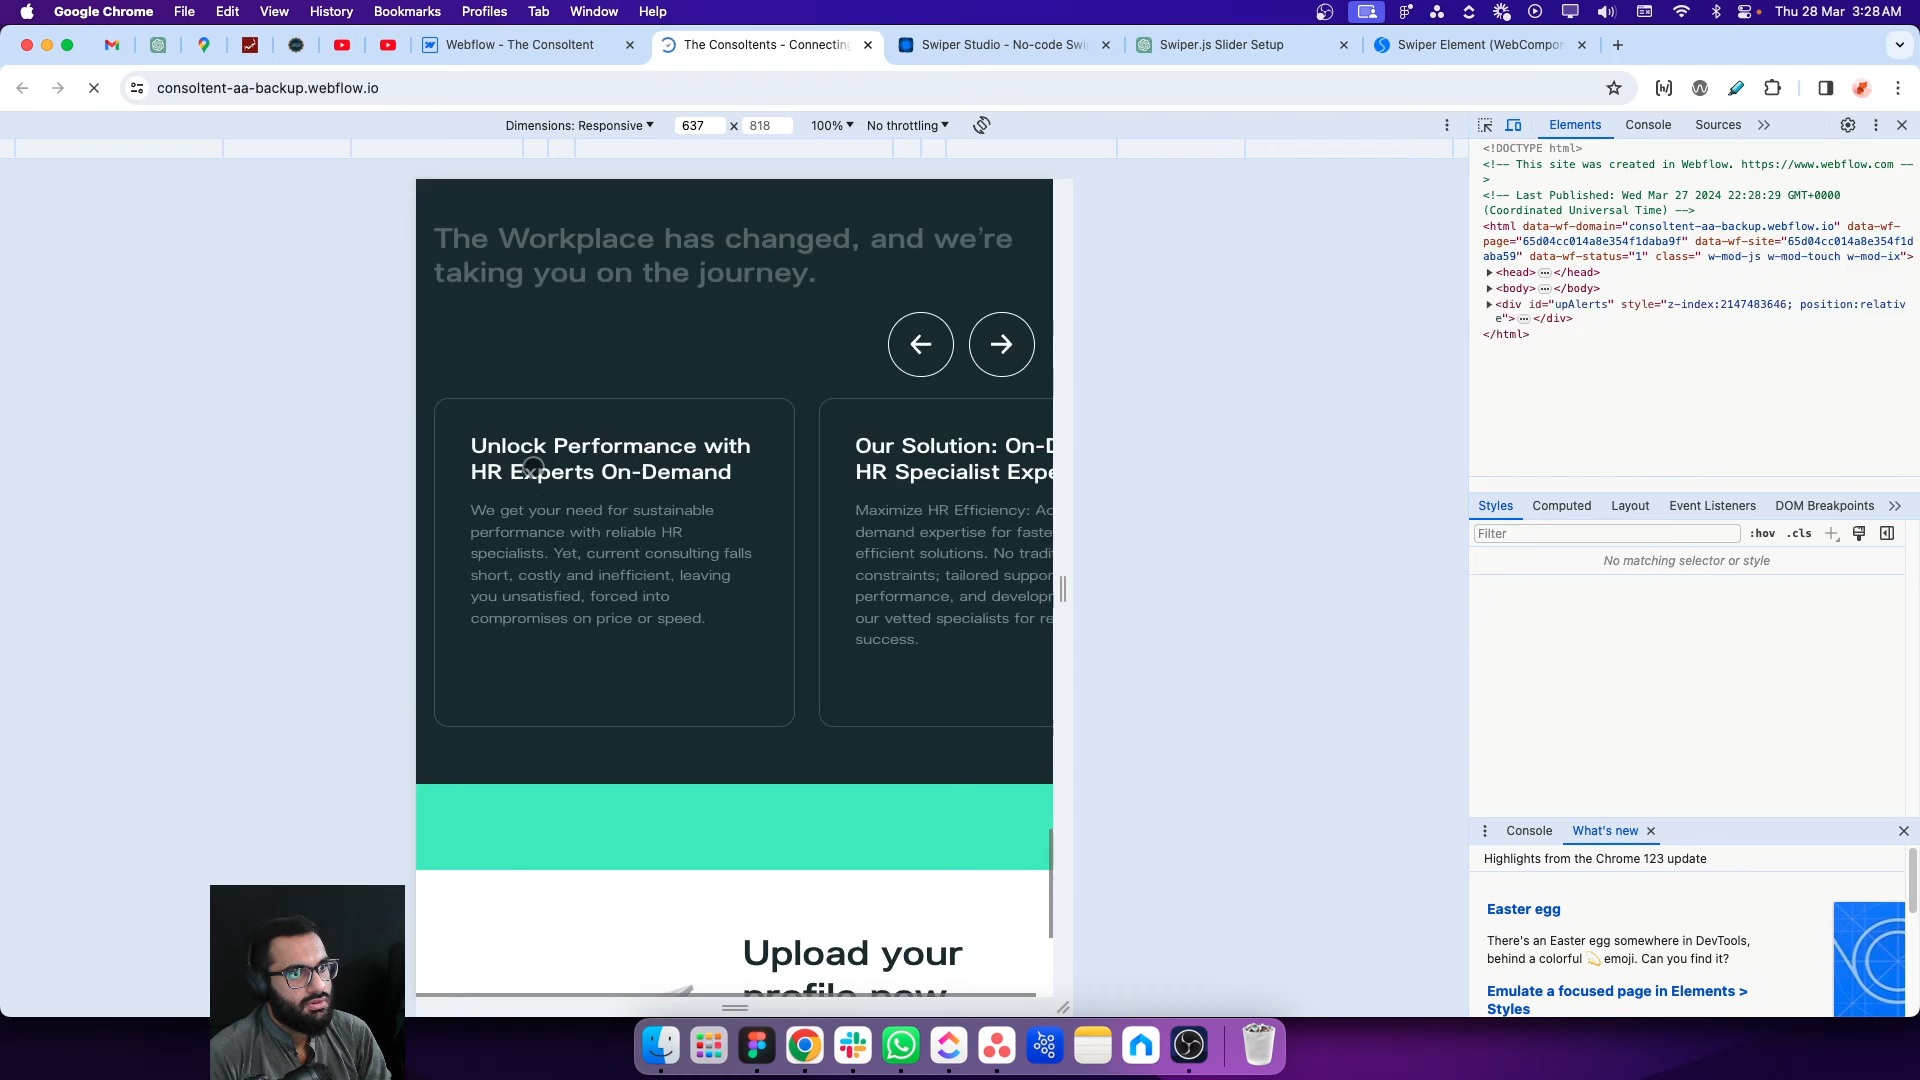 Google Chrome File Edit View History Bookmarks Profiles Tab Window Help Thu 28 Mar 3:28 AM
Webflow - The Consoltent The Consoltents - Connecting Swiper Studio - No-code Swi Swiper.js Slider Setup Swiper Element (WebCompon
consoltent-aa-backup.webflow.io
Dimensions: Responsive 637 x 818 100% No throttling
Elements Console Sources
<!DOCTYPE html>
<!-- This site was created in Webflow. https://www.webflow.com --
>
<!-- Last Published: Wed Mar 27 2024 22:28:29 GMT+0000
(Coordinated Universal Time) -->
<html data-wf-domain="consoltent-aa-backup.webflow.io" data-wf-
page="65d04cc014a8e354f1daba9f" data-wf-site="65d04cc014a8e354f1d
aba59" data-wf-status="1" class=" w-mod-js w-mod-touch w-mod-ix">
<head> ... </head>
<body> ... </body>
<div id="upAlerts" style="z-index:2147483646; position:relativ
e"> ... </div>
</html>
The Workplace has changed, and we're
taking you on the journey.
Unlock Performance with
HR Experts On-Demand
We get your need for sustainable
performance with reliable HR
specialists. Yet, current consulting falls
short, costly and inefficient, leaving
you unsatisfied, forced into
compromises on price or speed.
Our Solution: On-D
HR Specialist Expe
Maximize HR Efficiency: Ac
demand expertise for faste
efficient solutions. No tradit
constraints; tailored suppor
performance, and developm
our vetted specialists for re
success.
Upload your
profile now
Styles Computed Layout Event Listeners DOM Breakpoints
Filter :hov .cls
No matching selector or style
Console What's new
Highlights from the Chrome 123 update
Easter egg
There's an Easter egg somewhere in DevTools,
behind a colorful 💫 emoji. Can you find it?
Emulate a focused page in Elements >
Styles